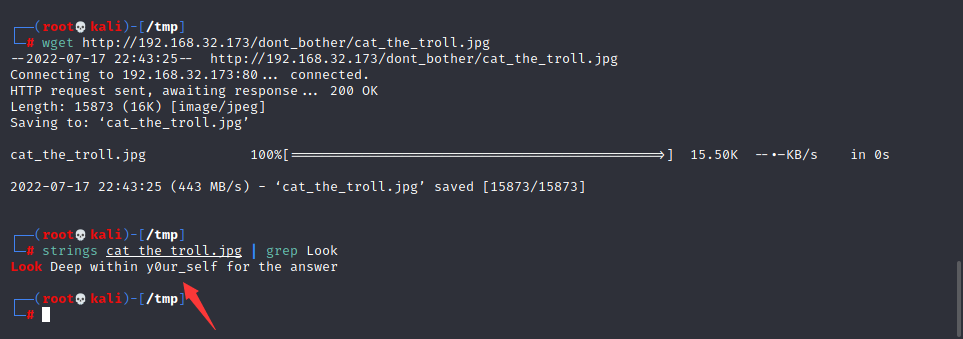 (root💀kali)-[/tmp]
# wget http://192.168.32.173/dont_bother/cat_the_troll.jpg
--2022-07-17 22:43:25--  http://192.168.32.173/dont_bother/cat_the_troll.jpg
Connecting to 192.168.32.173:80... connected.
HTTP request sent, awaiting response... 200 OK
Length: 15873 (16K) [image/jpeg]
Saving to: ‘cat_the_troll.jpg’
cat_the_troll.jpg 100%[===================================================>] 15.50K --.-KB/s in 0s
2022-07-17 22:43:25 (443 MB/s) - ‘cat_the_troll.jpg’ saved [15873/15873]
(root💀kali)-[/tmp]
# strings cat_the_troll.jpg | grep Look
Look Deep within y0ur_self for the answer
(root💀kali)-[/tmp]
#